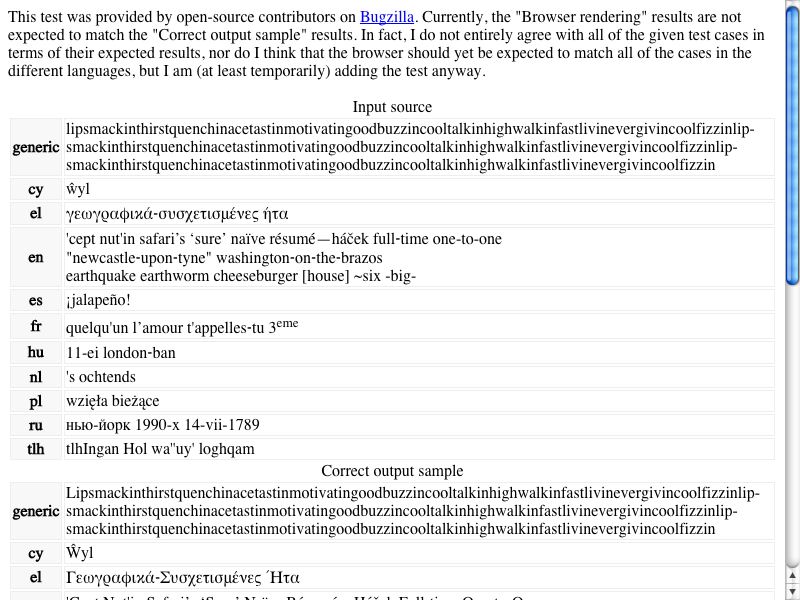 This test was provided by open-source contributors on Bugzilla. Currently, the "Browser rendering" results are not
expected to match the "Correct output sample" results. In fact, I do not entirely agree with all of the given test cases in
terms of their expected results, nor do I think that the browser should yet be expected to match all of the cases in the
different languages, but I am (at least temporarily) adding the test anyway.
Input source
generic lipsmackinthirstquenchinacetastinmotivatingoodbuzzincooltalkinhighwalkinfastlivinevergivincoolfizzinlip-
smackinthirstquenchinacetastinmotivatingoodbuzzincooltalkinhighwalkinfastlivinevergivincoolfizzinlip-
smackinthirstquenchinacetastinmotivatingoodbuzzincooltalkinhighwalkinfastlivinevergivincoolfizzin
cy ŵyl
el γεωγραφικά-συσχετισμένες ήτα
en 'cept nut'in safari’s ‘sure’ naïve résumé—háček full-time one-to-one
"newcastle-upon-tyne" washington-on-the-brazos
earthquake earthworm cheeseburger [house] ~six -big-
es ¡jalapeño!
fr quelqu'un l’amour t'appelles-tu 3eme
hu 11-ei london-ban
nl 's ochtends
pl wzięła bieżące
ru нью-йорк 1990-х 14-vii-1789
tlh tlhIngan Hol wa''uy' loghqam
Correct output sample
generic Lipsmackinthirstquenchinacetastinmotivatingoodbuzzincooltalkinhighwalkinfastlivinevergivincoolfizzinlip-
smackinthirstquenchinacetastinmotivatingoodbuzzincooltalkinhighwalkinfastlivinevergivincoolfizzinlip-
smackinthirstquenchinacetastinmotivatingoodbuzzincooltalkinhighwalkinfastlivinevergivincoolfizzin
cy Ŵyl
el Γεωγραφικά-Συσχετισμένες Ήτα